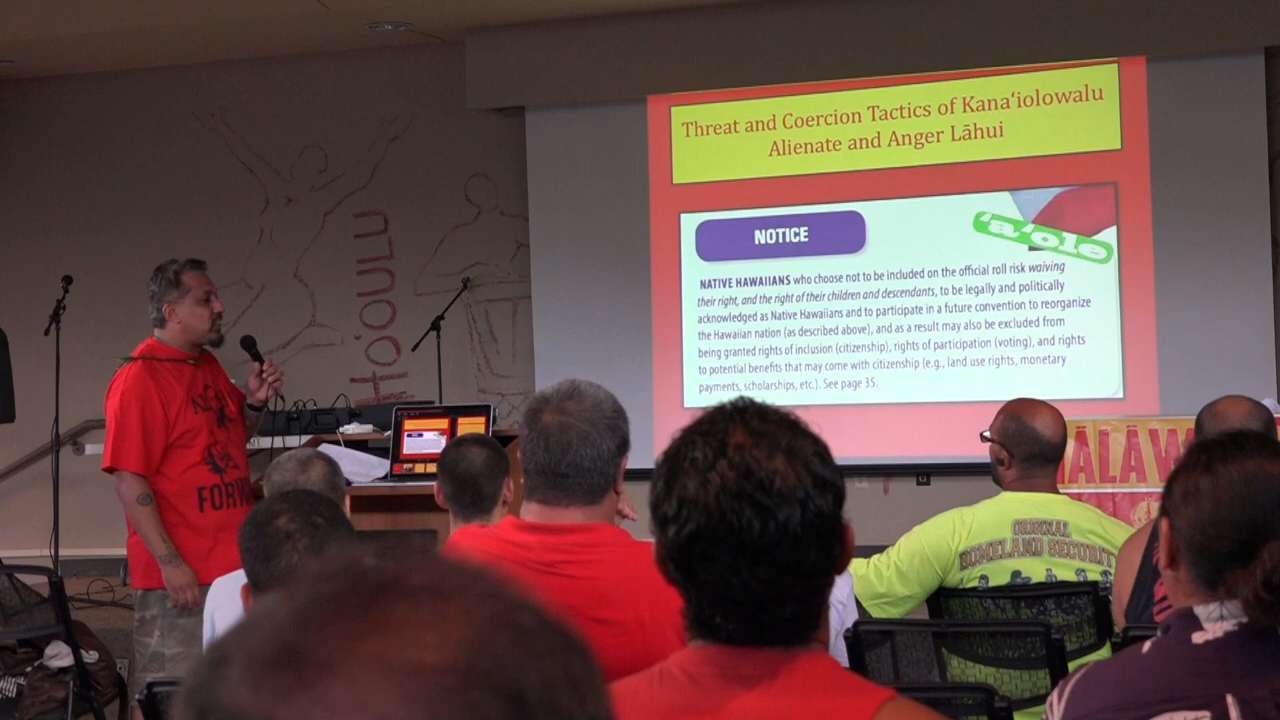 Threat and Coercion Tactics of Kanaʻiolowalu
Alienate and Anger Lāhui
NOTICE
'a'ole
NATIVE HAWAIIANS who choose not to be included on the official roll risk waiving
their right, and the right of their children and descendants, to be legally and politically
acknowledged as Native Hawaiians and to participate in a future convention to reorganize
the Hawaiian nation (as described above), and as a result may also be excluded from
being granted rights of inclusion (citizenship), rights of participation (voting), and rights
to potential benefits that may come with citizenship (e.g., land use rights, monetary
payments, scholarships, etc.). See page 35.
HO'OULU
ORIGINAL
HOMELAND SECURITY